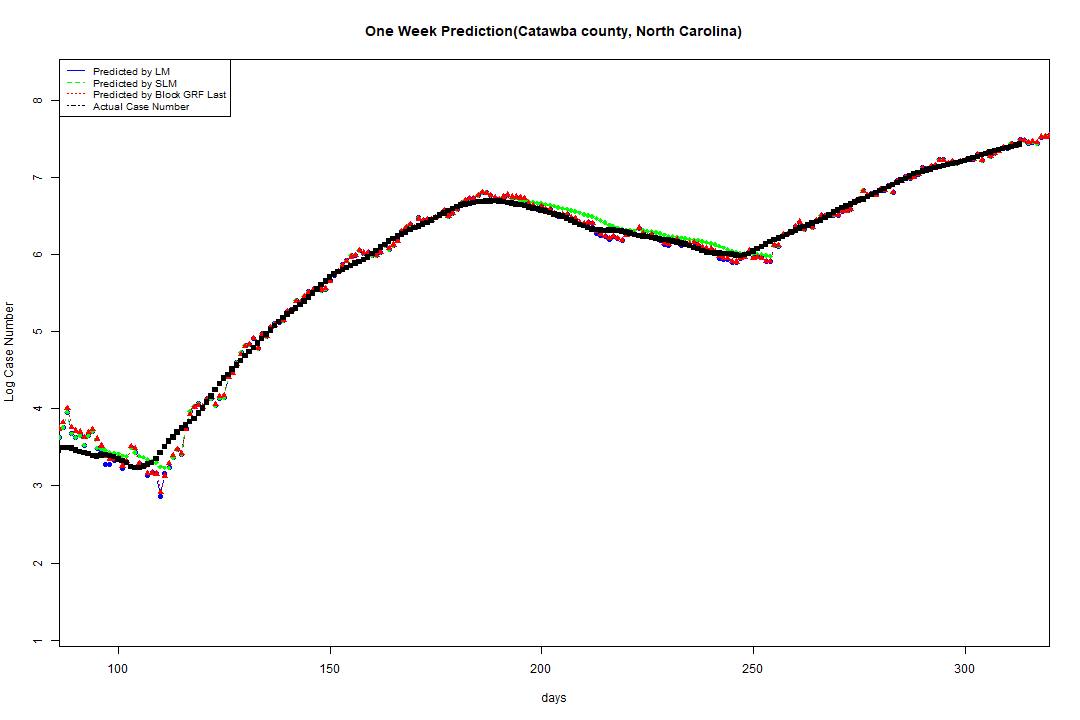 One Week Prediction(Catawba county, North Carolina)
Predicted by LM
Predicted by SLM
Predicted by Block GRF Last
Actual Case Number
Log Case Number
8
7
6
5
4
3
2
1
100 150 200 250 300
days